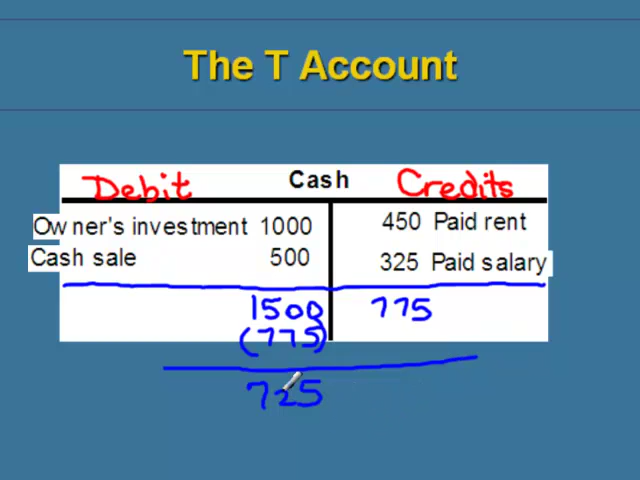 The T Account
Debit Cash Credits
Owner's investment 1000 450 Paid rent
Cash sale 500 325 Paid salary
1500 775
(775)
725